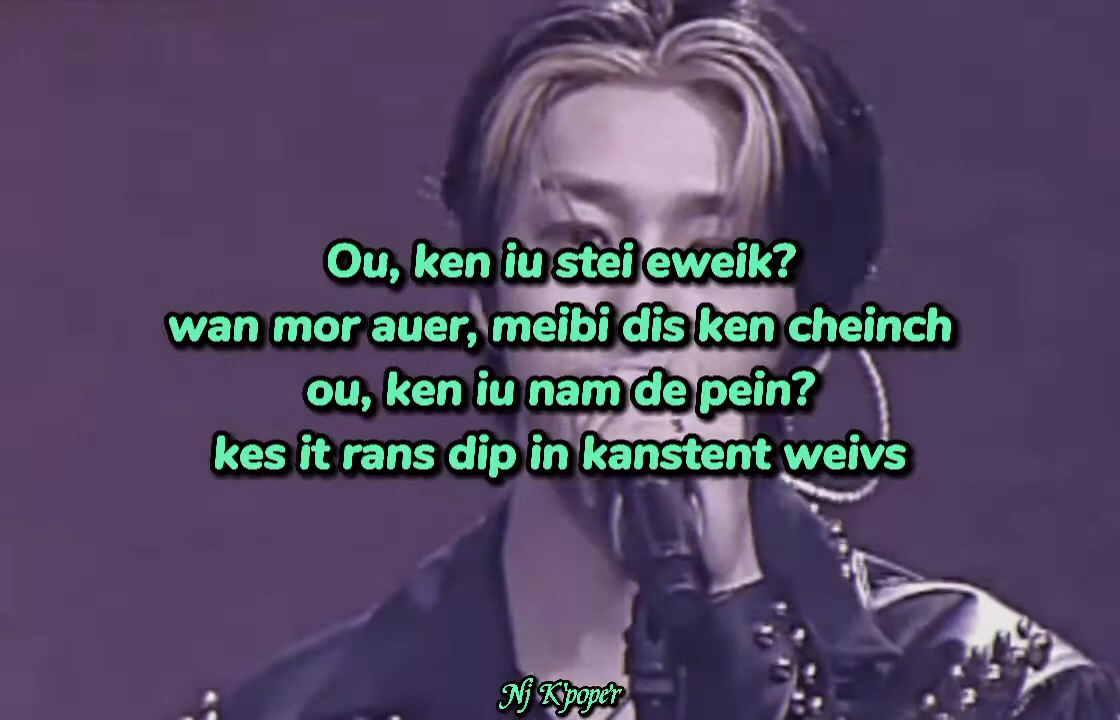 Ou, ken iu stei eweik?
wan mor auer, meibi dis ken cheinch
ou, ken iu nam de pein?
kes it rans dip in kanstent weivs
Nj K'pope'r